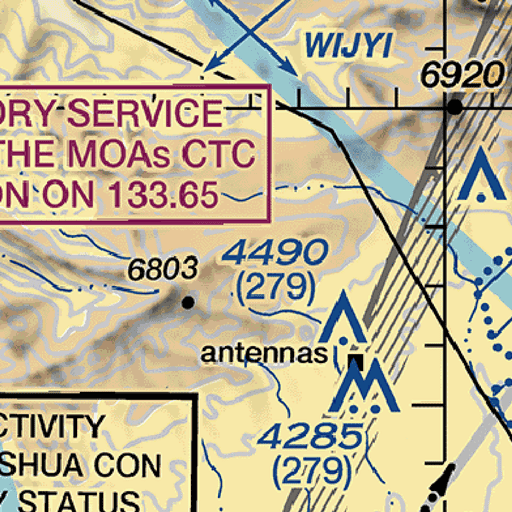 WIJYI
6920
ORY SERVICE
THE MOAs CTC
ON ON 133.65
4490
(279)
6803
antennas
4285
(279)
CTIVITY
SHUA CON
Y STATUS